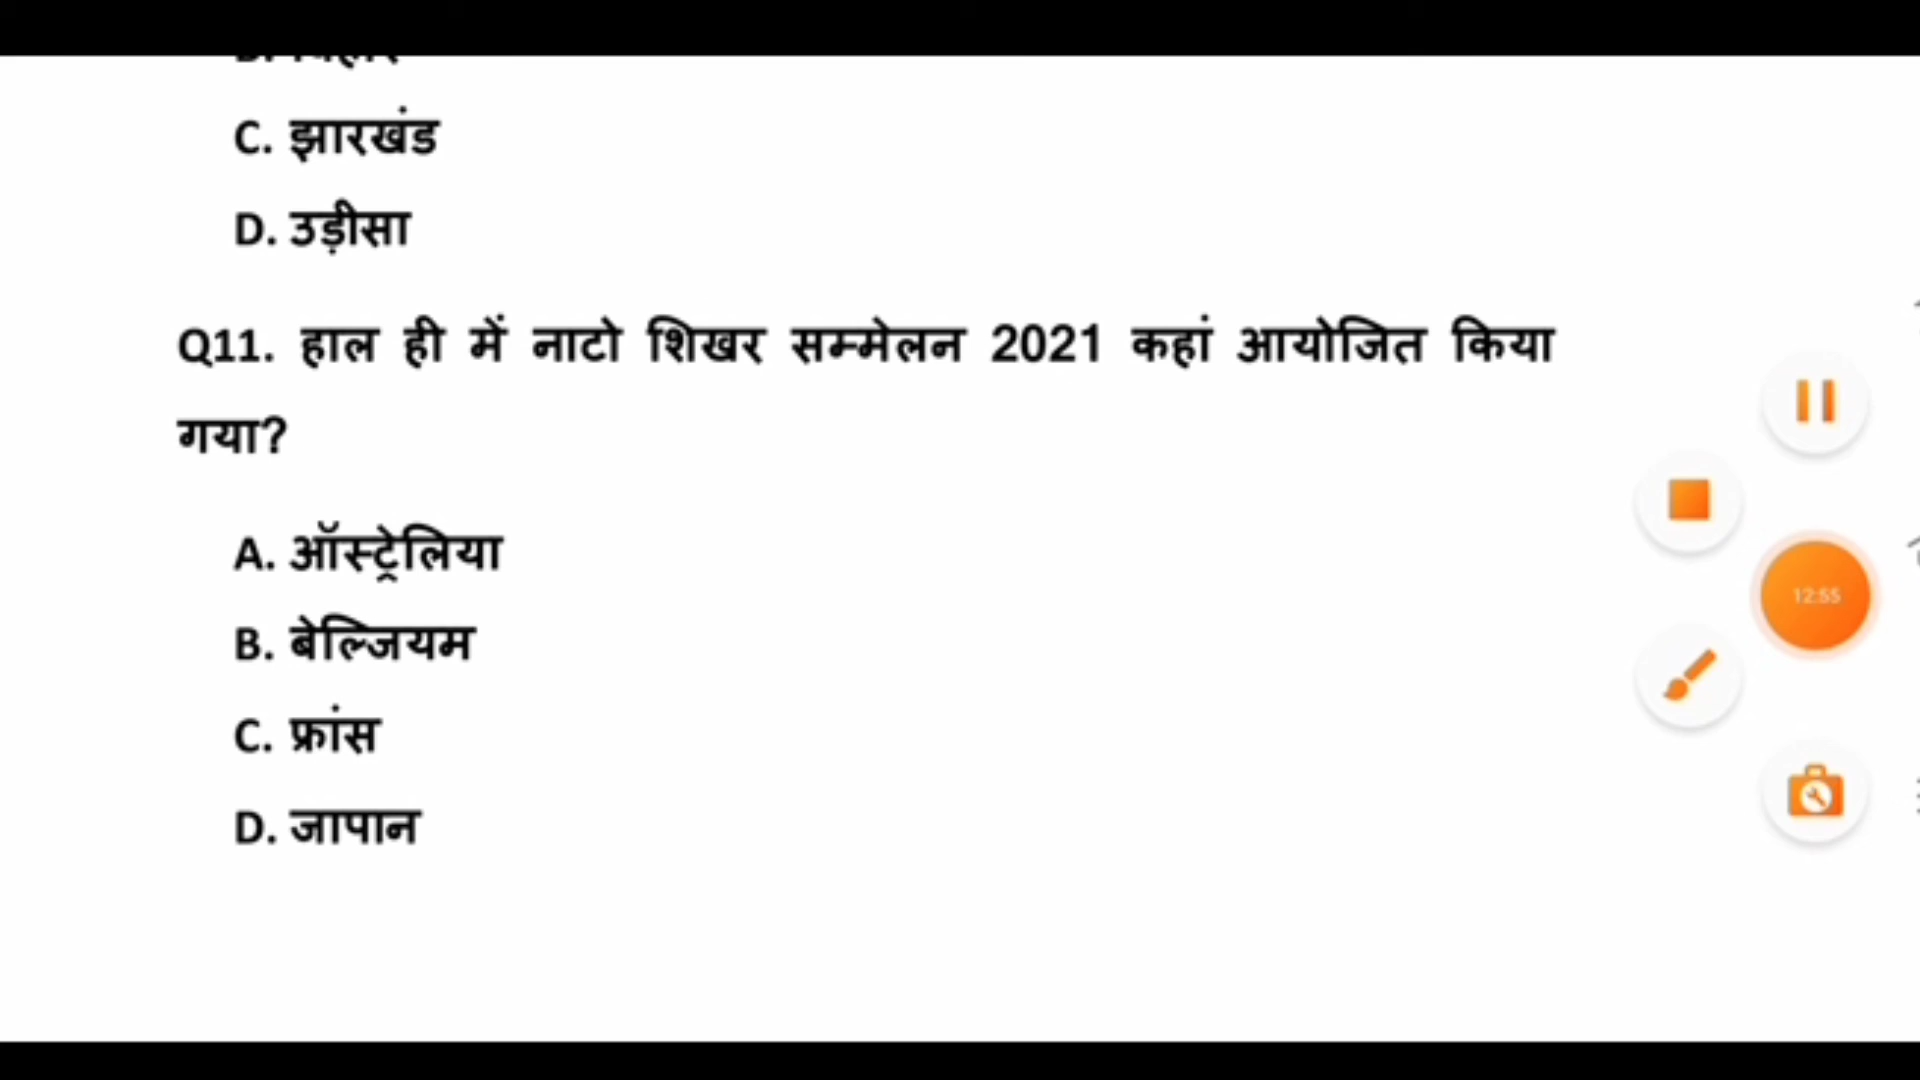 C. झारखंड
D. उड़ीसा
Q11. हाल ही में नाटो शिखर सम्मेलन 2021 कहां आयोजित किया
गया?
A. ऑस्ट्रेलिया
B. बेल्जियम
C. फ्रांस
D. जापान
12:55